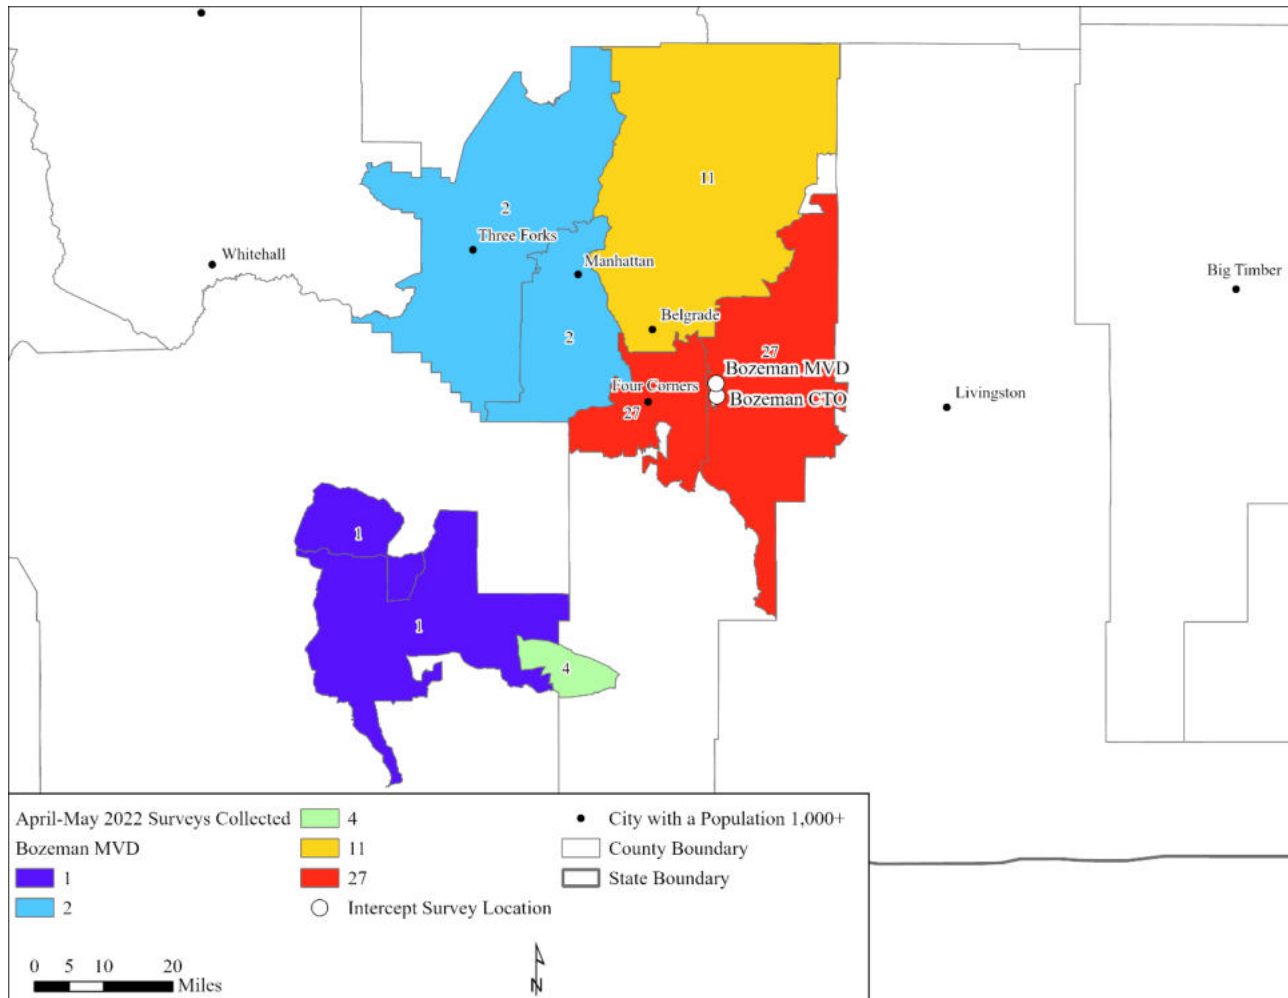 11
2
Three Forks
Whitehall
Manhattan
Big Timber
Belgrade
2
27
Bozeman MVD
Four Corners
Bozeman CTO
Livingston
27
1
1
4
April-May 2022 Surveys Collected
Bozeman MVD
1
2
4
11
27
Intercept Survey Location
City with a Population 1,000+
County Boundary
State Boundary
0 5 10 20
Miles
N